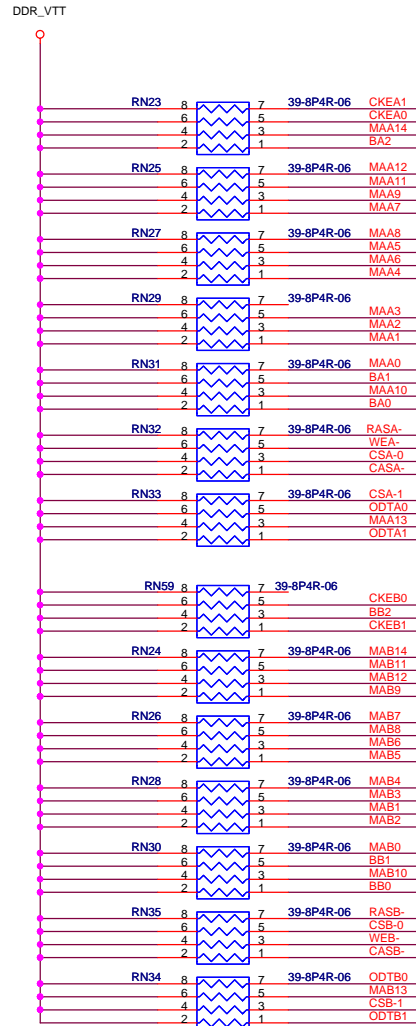 DDR_VTT
RN23 8 7 39-8P4R-06 CKEA1
6 5 CKEA0
4 3 MAA14
2 1 BA2
RN25 8 7 39-8P4R-06 MAA12
6 5 MAA11
4 3 MAA9
2 1 MAA7
RN27 8 7 39-8P4R-06 MAA8
6 5 MAA5
4 3 MAA6
2 1 MAA4
RN29 8 7 39-8P4R-06
6 5 MAA3
4 3 MAA2
2 1 MAA1
RN31 8 7 39-8P4R-06 MAA0
6 5 BA1
4 3 MAA10
2 1 BA0
RN32 8 7 39-8P4R-06 RASA-
6 5 WEA-
4 3 CSA-0
2 1 CASA-
RN33 8 7 39-8P4R-06 CSA-1
6 5 ODTA0
4 3 MAA13
2 1 ODTA1
RN59 8 7 39-8P4R-06
6 5 CKEB0
4 3 BB2
2 1 CKEB1
RN24 8 7 39-8P4R-06 MAB14
6 5 MAB11
4 3 MAB12
2 1 MAB9
RN26 8 7 39-8P4R-06 MAB7
6 5 MAB8
4 3 MAB6
2 1 MAB5
RN28 8 7 39-8P4R-06 MAB4
6 5 MAB3
4 3 MAB1
2 1 MAB2
RN30 8 7 39-8P4R-06 MAB0
6 5 BB1
4 3 MAB10
2 1 BB0
RN35 8 7 39-8P4R-06 RASB-
6 5 CSB-0
4 3 WEB-
2 1 CASB-
RN34 8 7 39-8P4R-06 ODTB0
6 5 MAB13
4 3 CSB-1
2 1 ODTB1